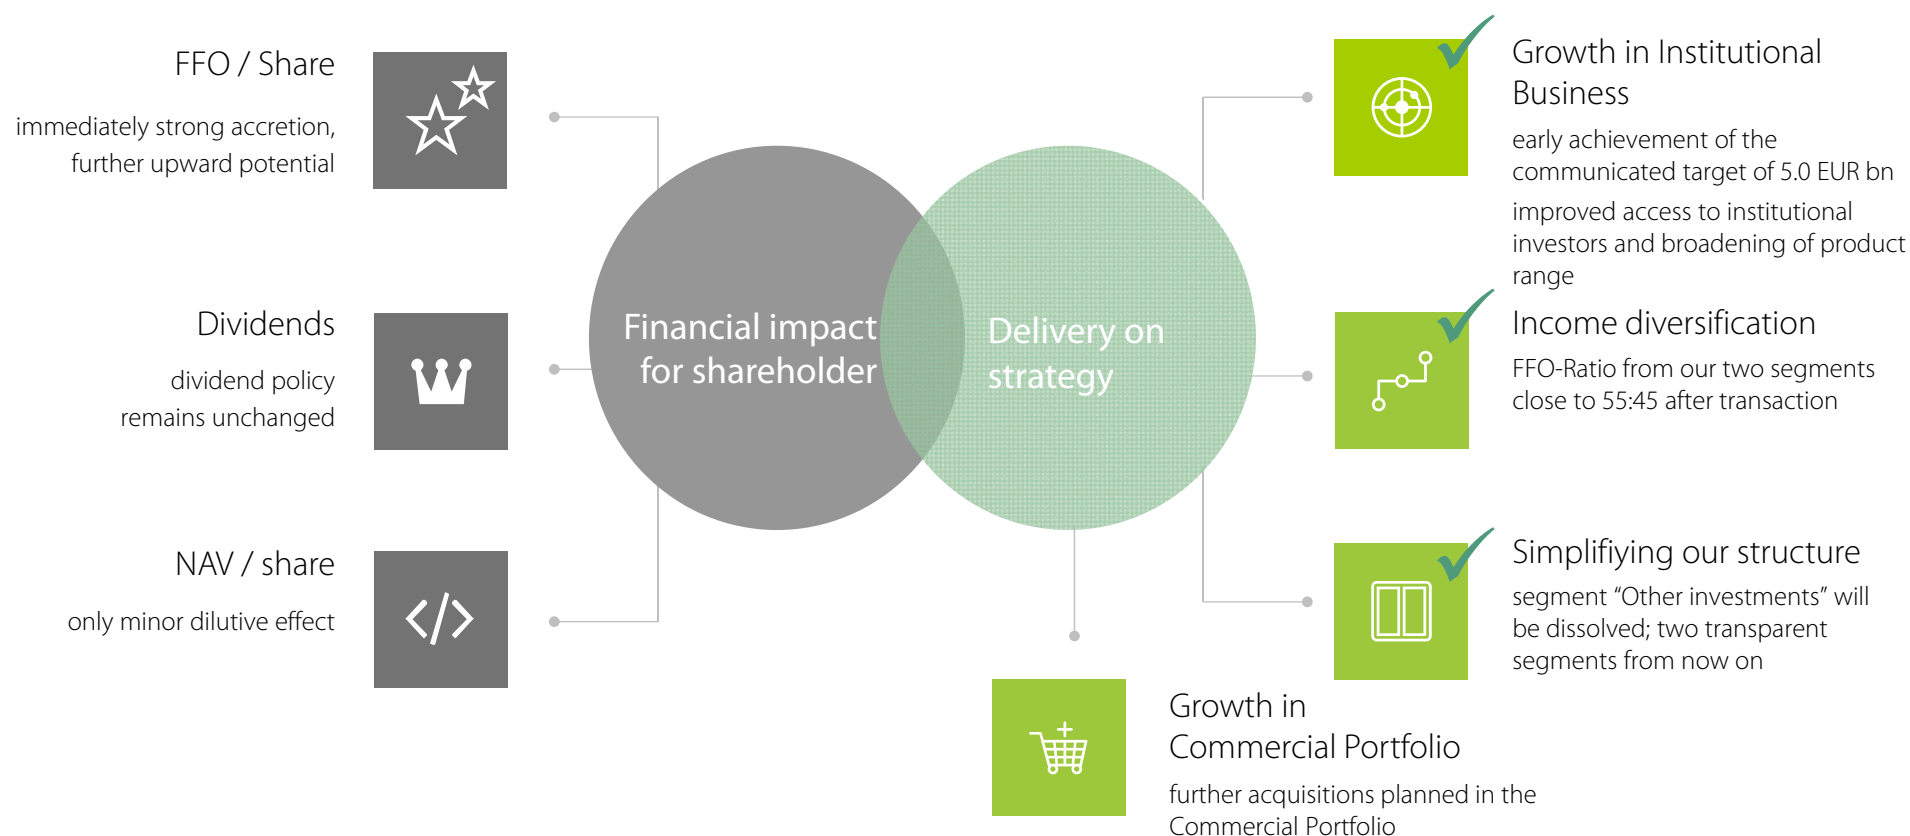 FFO / Share
immediately strong accretion,
further upward potential
Dividends
dividend policy
remains unchanged
NAV / share
only minor dilutive effect
Financial impact
for shareholder
Delivery on
strategy
Growth in Institutional
Business
early achievement of the
communicated target of 5.0 EUR bn
improved access to institutional
investors and broadening of product
range
Income diversification
FFO-Ratio from our two segments
close to 55:45 after transaction
Simplifiying our structure
segment “Other investments” will
be dissolved; two transparent
segments from now on
Growth in
Commercial Portfolio
further acquisitions planned in the
Commercial Portfolio